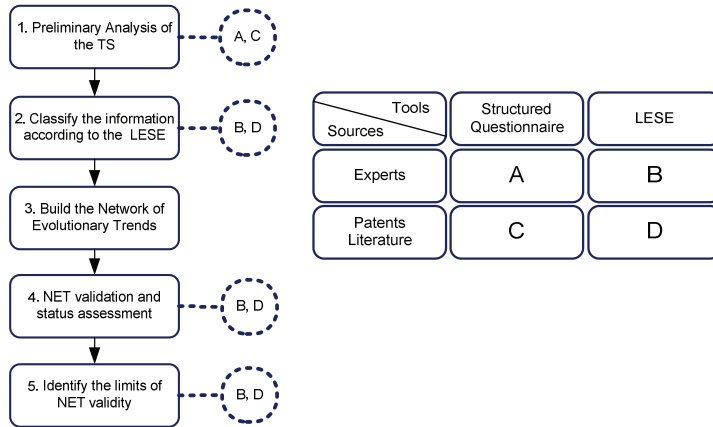 1. Preliminary Analysis of
the TS
A, C
2. Classify the information
according to the LESE
B, D
3. Build the Network of
Evolutionary Trends
4. NET validation and
status assessment
B, D
5. Identify the limits of
NET validity
B, D
Tools
Sources
Structured
Questionnaire
LESE
Experts
A
B
Patents
Literature
C
D